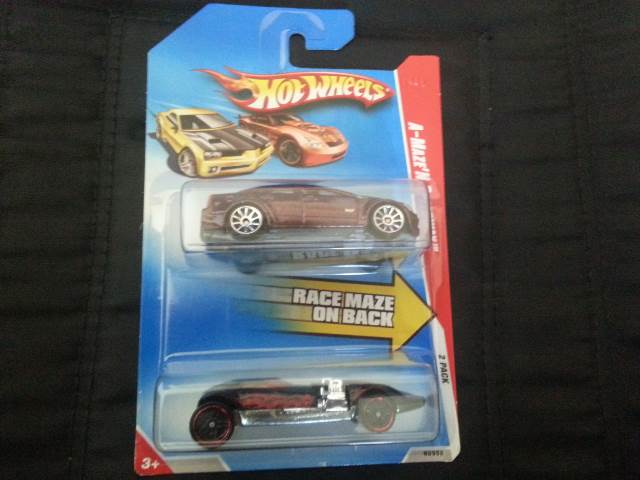 HOT WHEELS
A-MAZE'N
RACE MAZE
ON BACK
2 PACK
3+